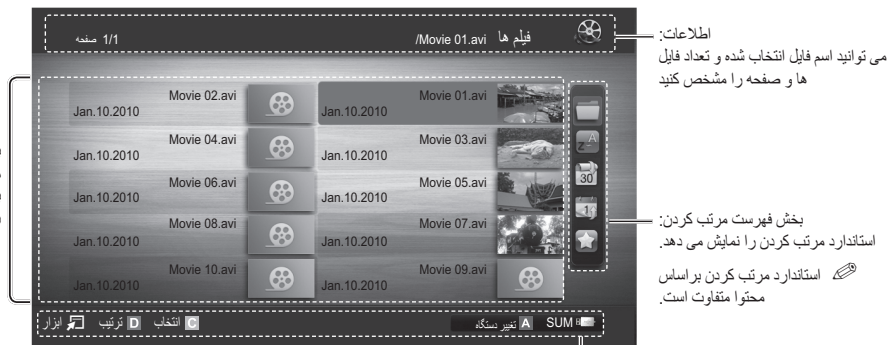 فیلم ها
/Movie 01.avi
1/1 صفحه
Movie 01.avi
Jan.10.2010
Movie 02.avi
Jan.10.2010
Movie 03.avi
Jan.10.2010
Movie 04.avi
Jan.10.2010
Movie 05.avi
Jan.10.2010
Movie 06.avi
Jan.10.2010
Movie 07.avi
Jan.10.2010
Movie 08.avi
Jan.10.2010
Movie 09.avi
Jan.10.2010
Movie 10.avi
Jan.10.2010
A
Z
30
1
SUM
A تغییر دستگاه
C انتخاب
D ترتیب
ابزار
اطلاعات:
می توانید اسم فایل انتخاب شده و تعداد فایل
ها و صفحه را مشخص کنید
بخش فهرست مرتب کردن:
استاندارد مرتب کردن را نمایش می دهد.
استاندارد مرتب کردن براساس
محتوا متفاوت است.